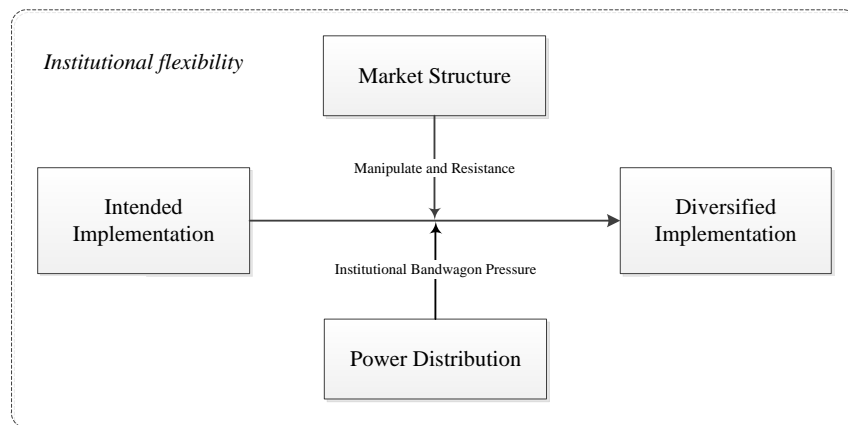 Institutional flexibility
Market Structure
Manipulate and Resistance
Intended
Implementation
Diversified
Implementation
Institutional Bandwagon Pressure
Power Distribution